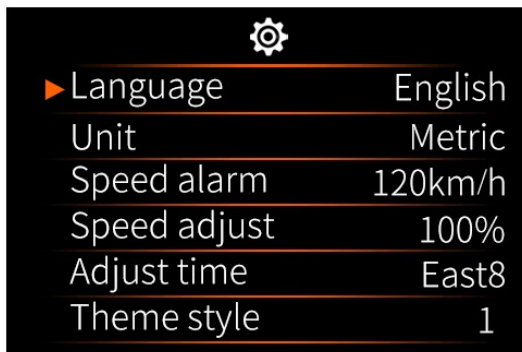 Language English
Unit Metric
Speed alarm 120km/h
Speed adjust 100%
Adjust time East8
Theme style 1